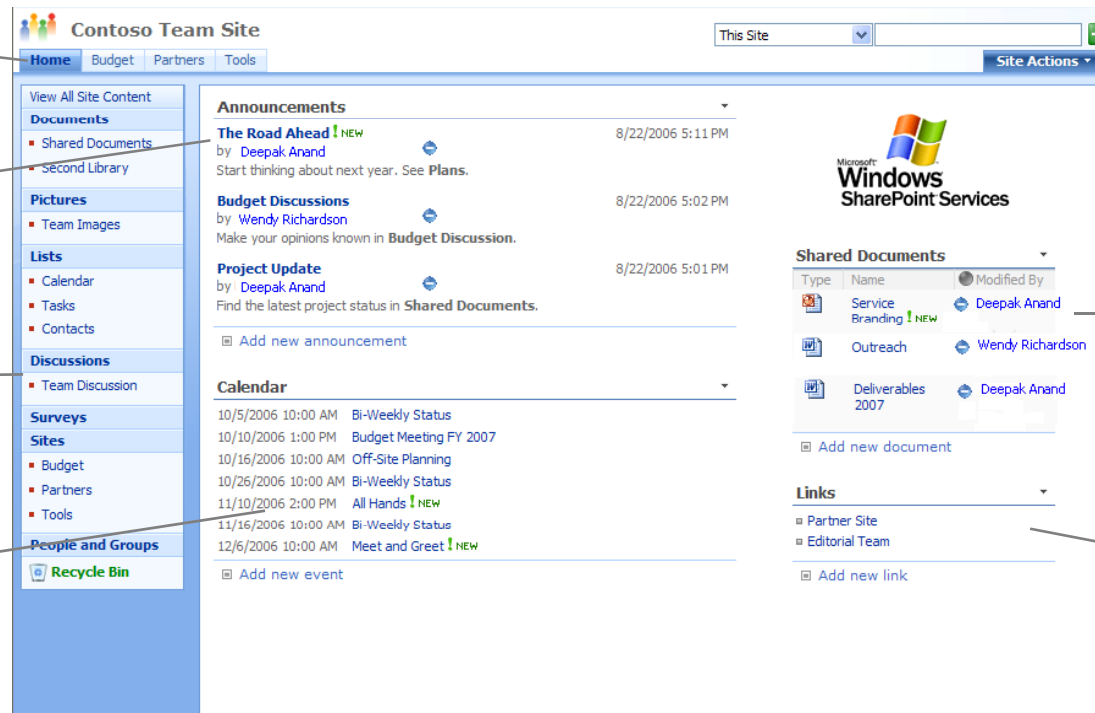 Contoso Team Site
This Site
Home Budget Partners Tools
Site Actions
View All Site Content
Documents
Shared Documents
Second Library
Pictures
Team Images
Lists
Calendar
Tasks
Contacts
Discussions
Team Discussion
Surveys
Sites
Budget
Partners
Tools
People and Groups
Recycle Bin
Announcements
The Road Ahead ! NEW 8/22/2006 5:11 PM
by Deepak Anand
Start thinking about next year. See Plans.
Budget Discussions 8/22/2006 5:02 PM
by Wendy Richardson
Make your opinions known in Budget Discussion.
Project Update 8/22/2006 5:01 PM
by Deepak Anand
Find the latest project status in Shared Documents.
Add new announcement
Calendar
10/5/2006 10:00 AM Bi-Weekly Status
10/10/2006 1:00 PM Budget Meeting FY 2007
10/16/2006 10:00 AM Off-Site Planning
10/26/2006 10:00 AM Bi-Weekly Status
11/10/2006 2:00 PM All Hands ! NEW
11/16/2006 10:00 AM Bi-Weekly Status
12/6/2006 10:00 AM Meet and Greet ! NEW
Add new event
Microsoft
Windows
SharePoint Services
Shared Documents
Type Name Modified By
Service Deepak Anand
Branding ! NEW
Outreach Wendy Richardson
Deliverables Deepak Anand
2007
Add new document
Links
Partner Site
Editorial Team
Add new link